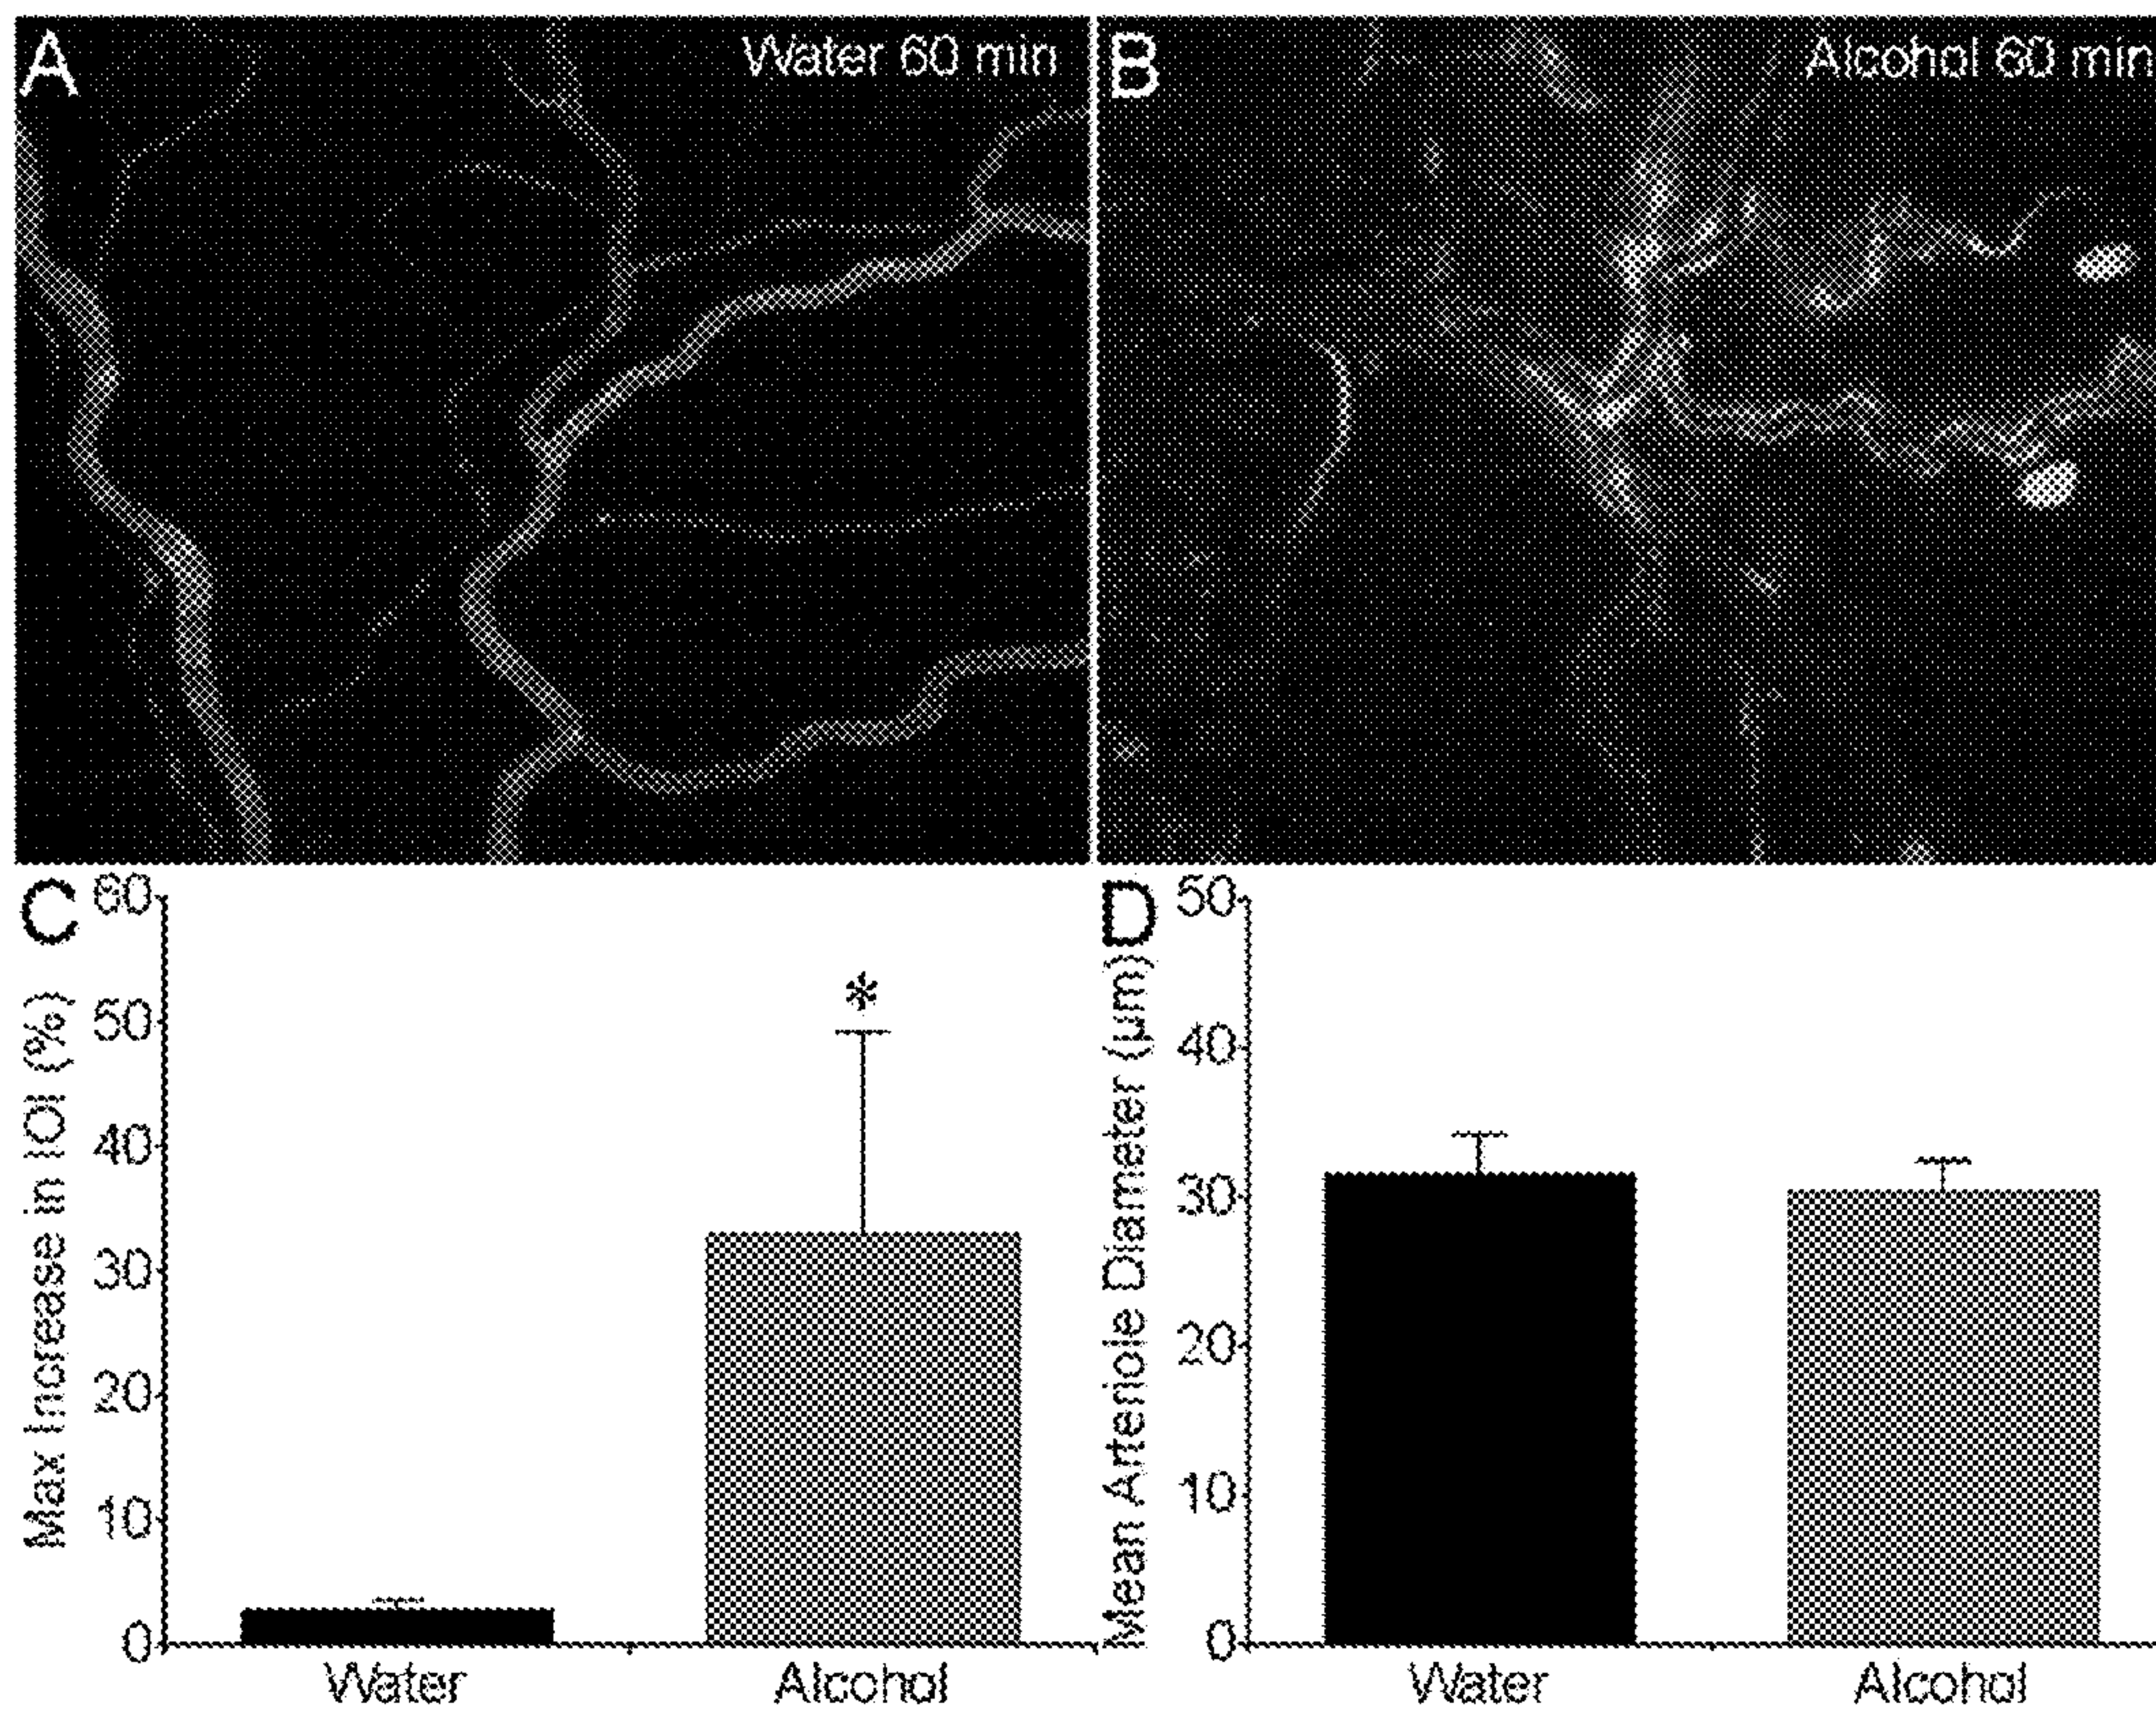 A
Water 60 min
B
Alcohol 60 min
C
Max Increase in IOI (%)
60
50
40
30
20
10
0
*
Water
Alcohol
D
Mean Arteriole Diameter (µm)
50
40
30
20
10
0
Water
Alcohol